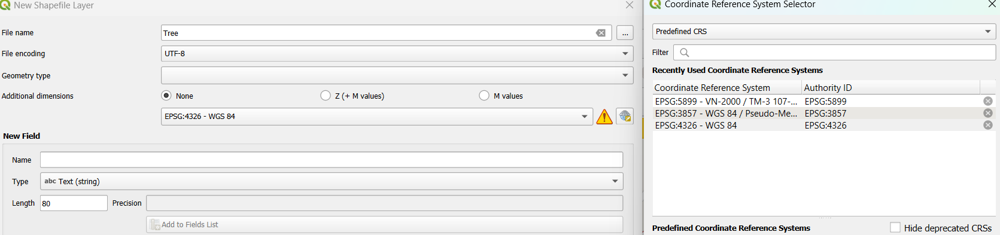 New Shapefile Layer
File name
Tree
...
File encoding
UTF-8
Geometry type
Additional dimensions
None
Z (+ M values)
M values
EPSG:4326 - WGS 84
New Field
Name
Type
abc Text (string)
Length
80
Precision
Add to Fields List
Coordinate Reference System Selector
Predefined CRS
Filter
Recently Used Coordinate Reference Systems
Coordinate Reference System Authority ID
EPSG:5899 - VN-2000 / TM-3 107-... EPSG:5899
EPSG:3857 - WGS 84 / Pseudo-Me... EPSG:3857
EPSG:4326 - WGS 84 EPSG:4326
Predefined Coordinate Reference Systems
Hide deprecated CRSs